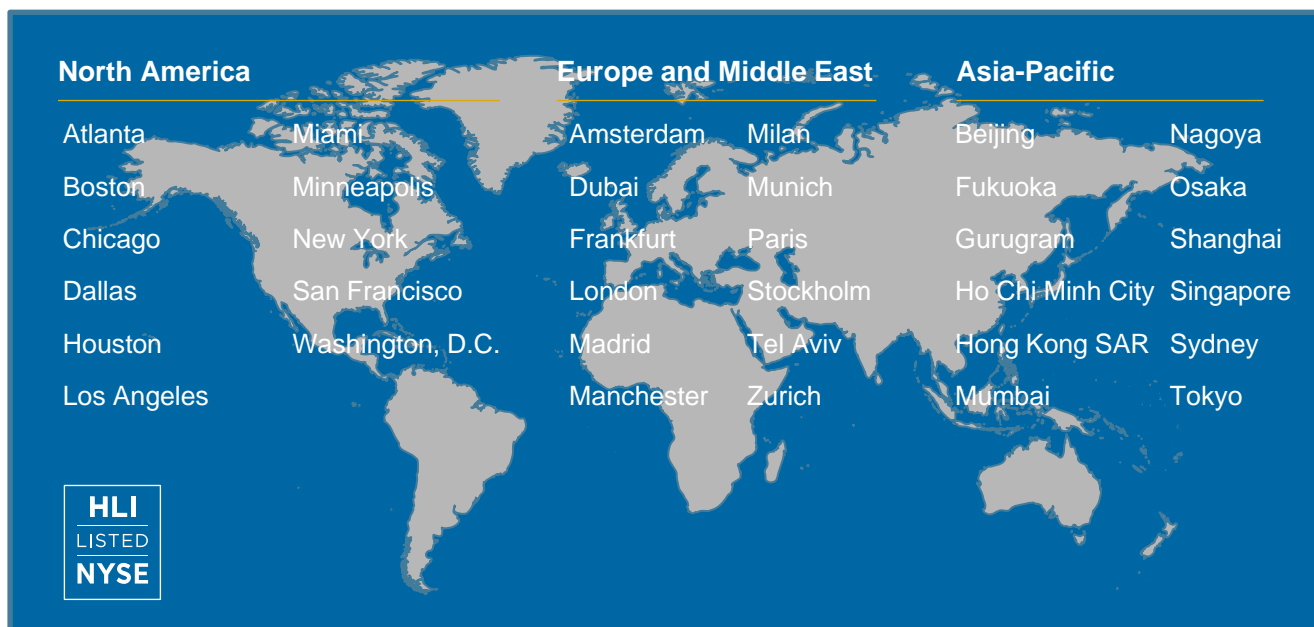 North America
Atlanta
Boston
Chicago
Dallas
Houston
Los Angeles
Miami
Minneapolis
New York
San Francisco
Washington, D.C.
Europe and Middle East
Amsterdam
Dubai
Frankfurt
London
Madrid
Manchester
Milan
Munich
Paris
Stockholm
Tel Aviv
Zurich
Asia-Pacific
Beijing
Fukuoka
Gurugram
Ho Chi Minh City
Hong Kong SAR
Mumbai
Nagoya
Osaka
Shanghai
Singapore
Sydney
Tokyo
HLI
LISTED
NYSE